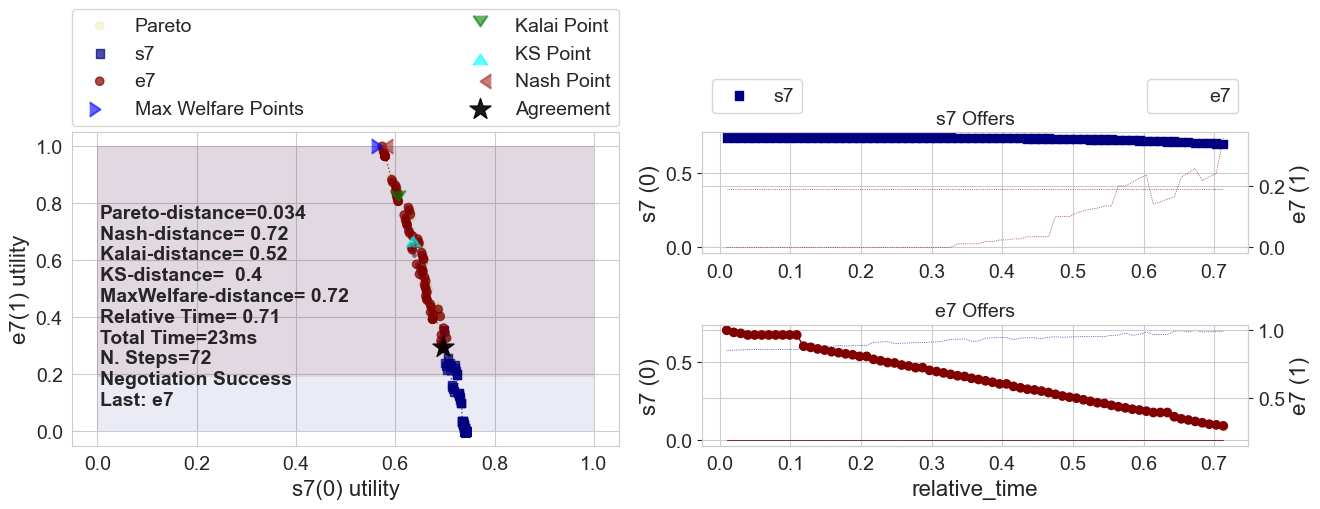 Pareto
s7
e7
Max Welfare Points
Kalai Point
KS Point
Nash Point
Agreement
1.0
0.8
0.6
0.4
0.2
0.0
e7(1) utility
Pareto-distance=0.034
Nash-distance= 0.72
Kalai-distance= 0.52
KS-distance=  0.4
MaxWelfare-distance= 0.72
Relative Time= 0.71
Total Time=23ms
N. Steps=72
Negotiation Success
Last: e7
0.0 0.2 0.4 0.6 0.8 1.0
s7(0) utility
s7
e7
s7 Offers
s7 (0)
0.5
0.0
0.2
0.0
e7 (1)
0.0 0.1 0.2 0.3 0.4 0.5 0.6 0.7
e7 Offers
s7 (0)
0.5
0.0
1.0
0.5
e7 (1)
0.0 0.1 0.2 0.3 0.4 0.5 0.6 0.7
relative_time